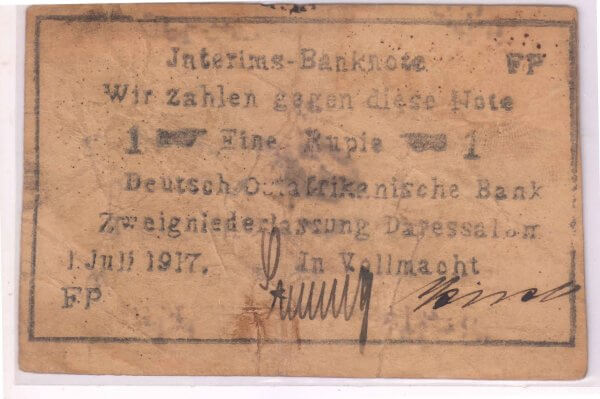 Interims-Banknote FP
Wir zahlen gegen diese Note
1 Eine Rupie 1
Deutsch-Ostafrikanische Bank
Zweigniederlassung Daressalam
1 Juli 1917. In Vollmacht
FP